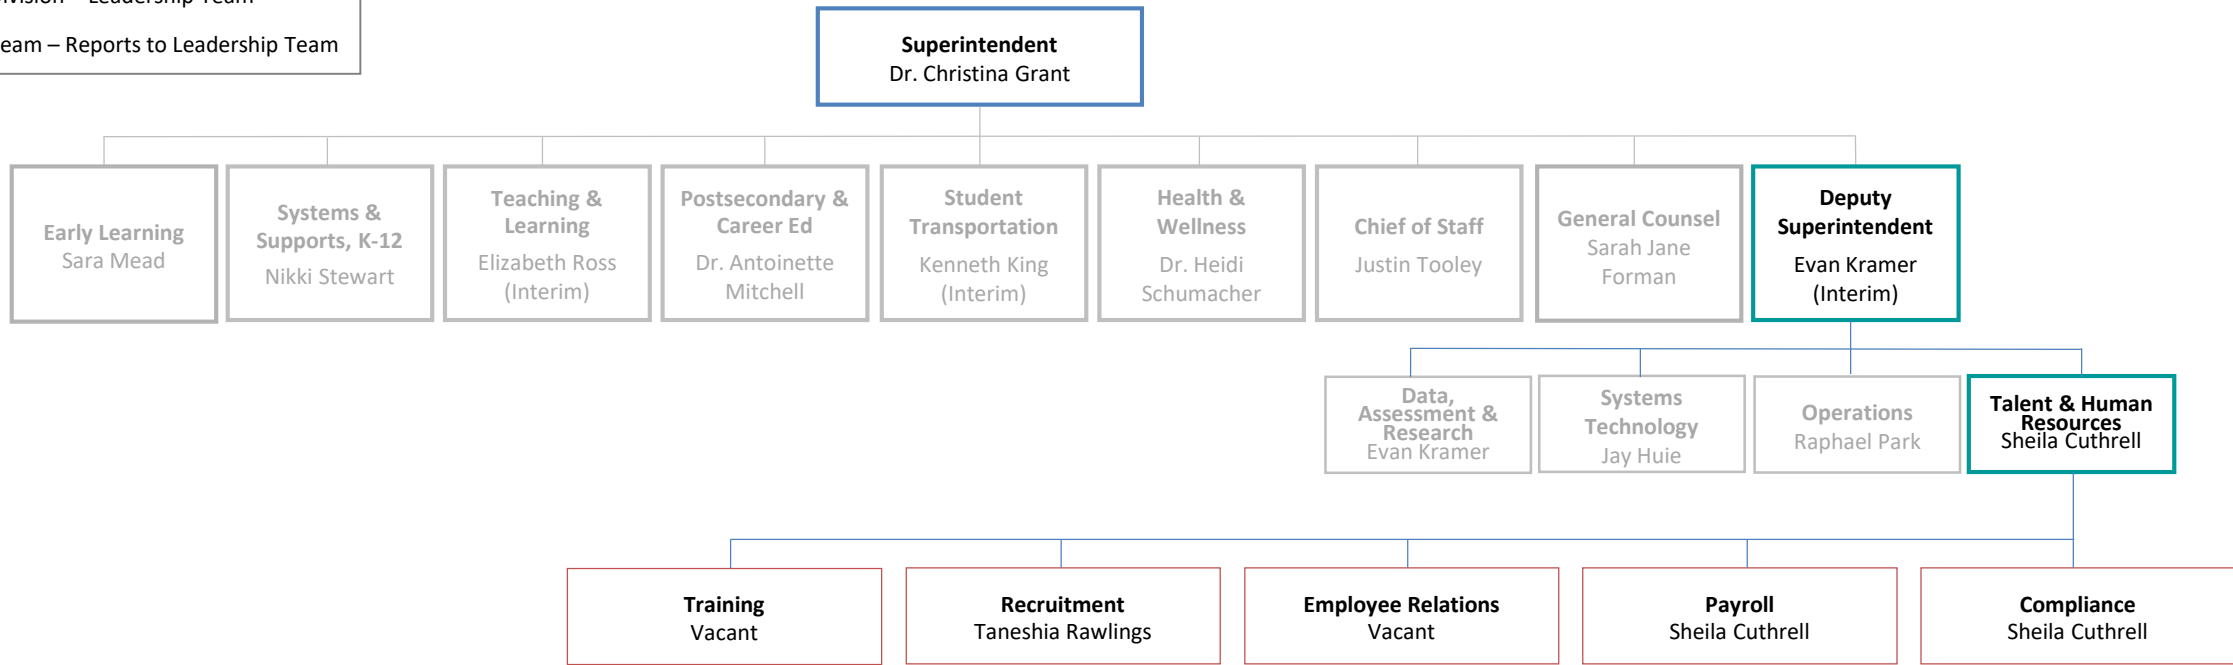 – Leadership Team
– Reports to Leadership Team
Superintendent
Dr. Christina Grant
Early Learning
Sara Mead
Systems &
Supports, K-12
Nikki Stewart
Teaching &
Learning
Elizabeth Ross
(Interim)
Postsecondary &
Career Ed
Dr. Antoinette
Mitchell
Student
Transportation
Kenneth King
(Interim)
Health &
Wellness
Dr. Heidi
Schumacher
Chief of Staff
Justin Tooley
General Counsel
Sarah Jane
Forman
Deputy
Superintendent
Evan Kramer
(Interim)
Data,
Assessment &
Research
Evan Kramer
Systems
Technology
Jay Huie
Operations
Raphael Park
Talent & Human
Resources
Sheila Cuthrell
Training
Vacant
Recruitment
Taneshia Rawlings
Employee Relations
Vacant
Payroll
Sheila Cuthrell
Compliance
Sheila Cuthrell